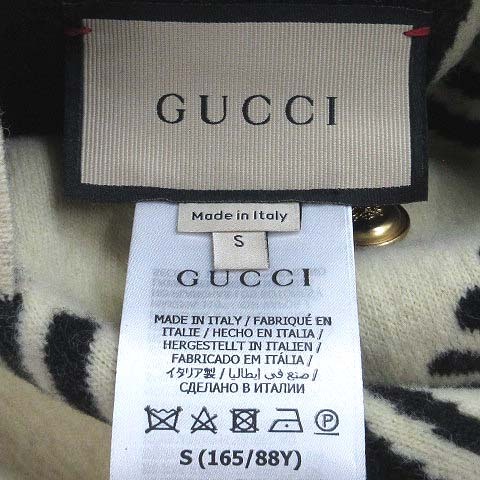 GUCCI
Made in Italy
S
GUCCI
MADE IN ITALY / FABRIQUÉ EN
ITALIE / HECHO EN ITALIA /
HERGESTELLT IN ITALIEN /
FABRICADO EM ITÁLIA /
イタリア製 / صنع في إيطاليا /
СДЕЛАНО В ИТАЛИИ
S (165/88Y)